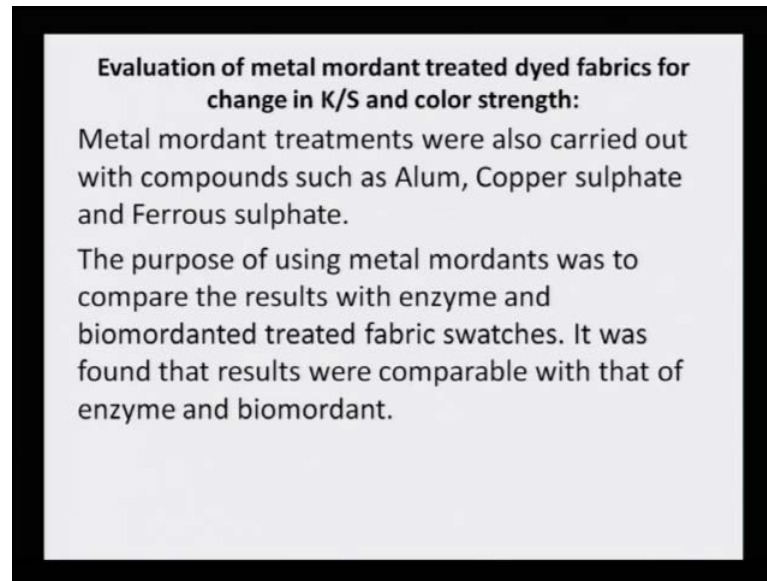 Evaluation of metal mordant treated dyed fabrics for
change in K/S and color strength:
Metal mordant treatments were also carried out
with compounds such as Alum, Copper sulphate
and Ferrous sulphate.
The purpose of using metal mordants was to
compare the results with enzyme and
biomordanted treated fabric swatches. It was
found that results were comparable with that of
enzyme and biomordant.